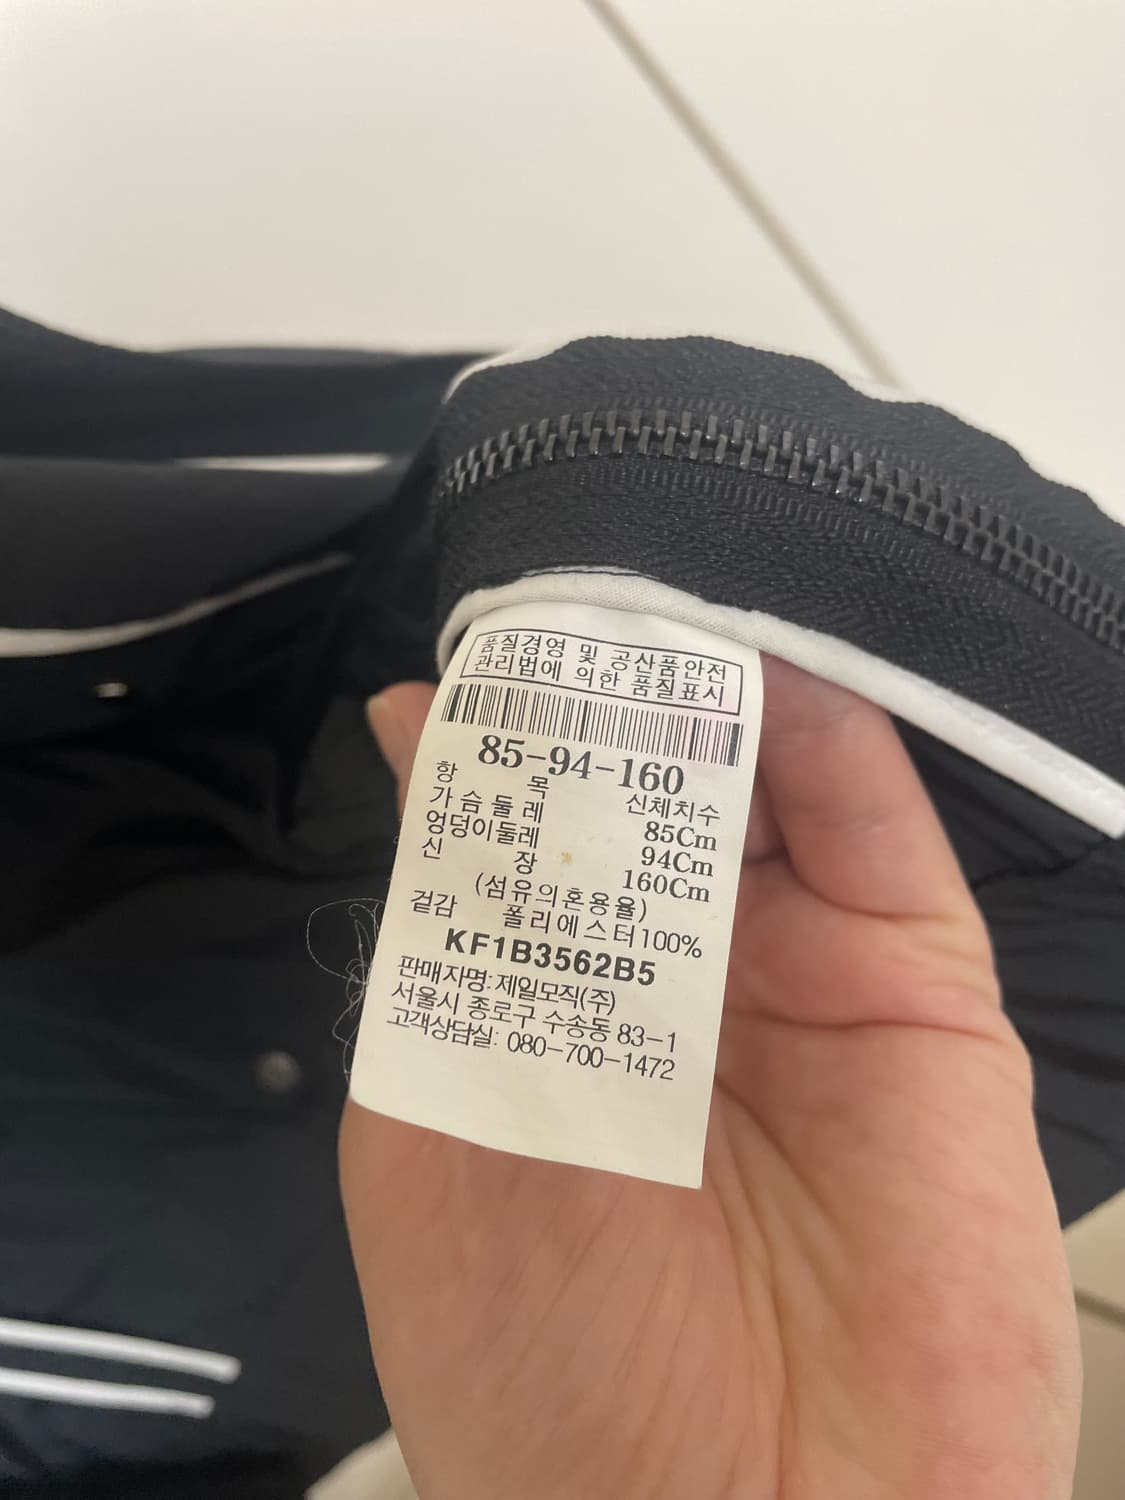 품질경영 및 공산품안전
관리법에 의한 품질표시
85-94-160
항 목 신체치수
가슴둘레 85Cm
엉덩이둘레 94Cm
신 장 160Cm
(섬유의혼용율)
겉감 폴리에스터100%
KF1B3562B5
판매자명: 제일모직(주)
서울시 종로구 수송동 83-1
고객상담실: 080-700-1472